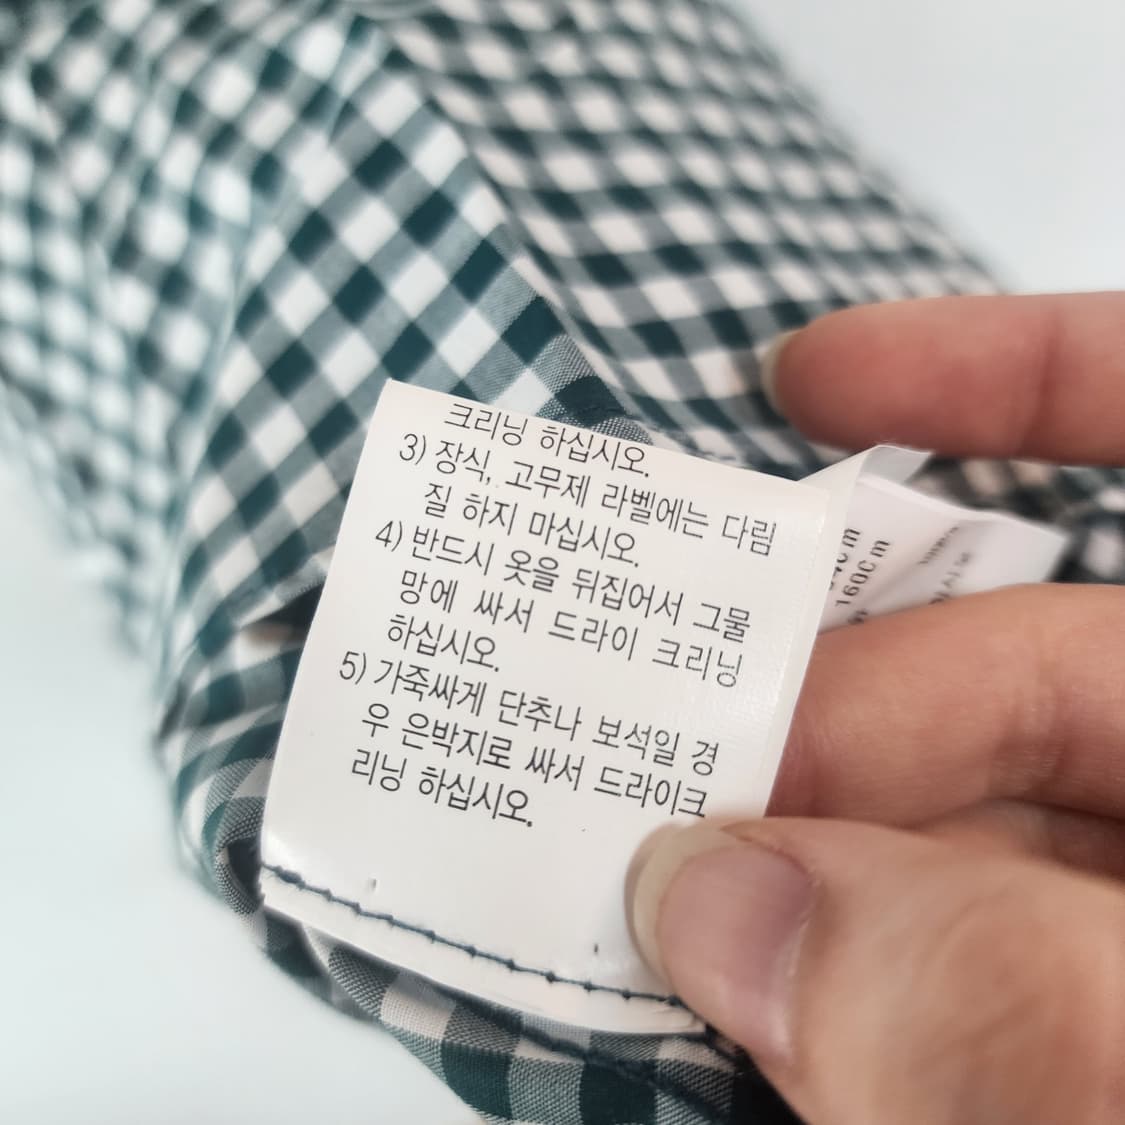 크리닝 하십시오.
3) 장식, 고무제 라벨에는 다림
질 하지 마십시오.
4) 반드시 옷을 뒤집어서 그물
망에 싸서 드라이 크리닝
하십시오.
5) 가죽싸게 단추나 보석일 경
우 은박지로 싸서 드라이크
리닝 하십시오.
160cm